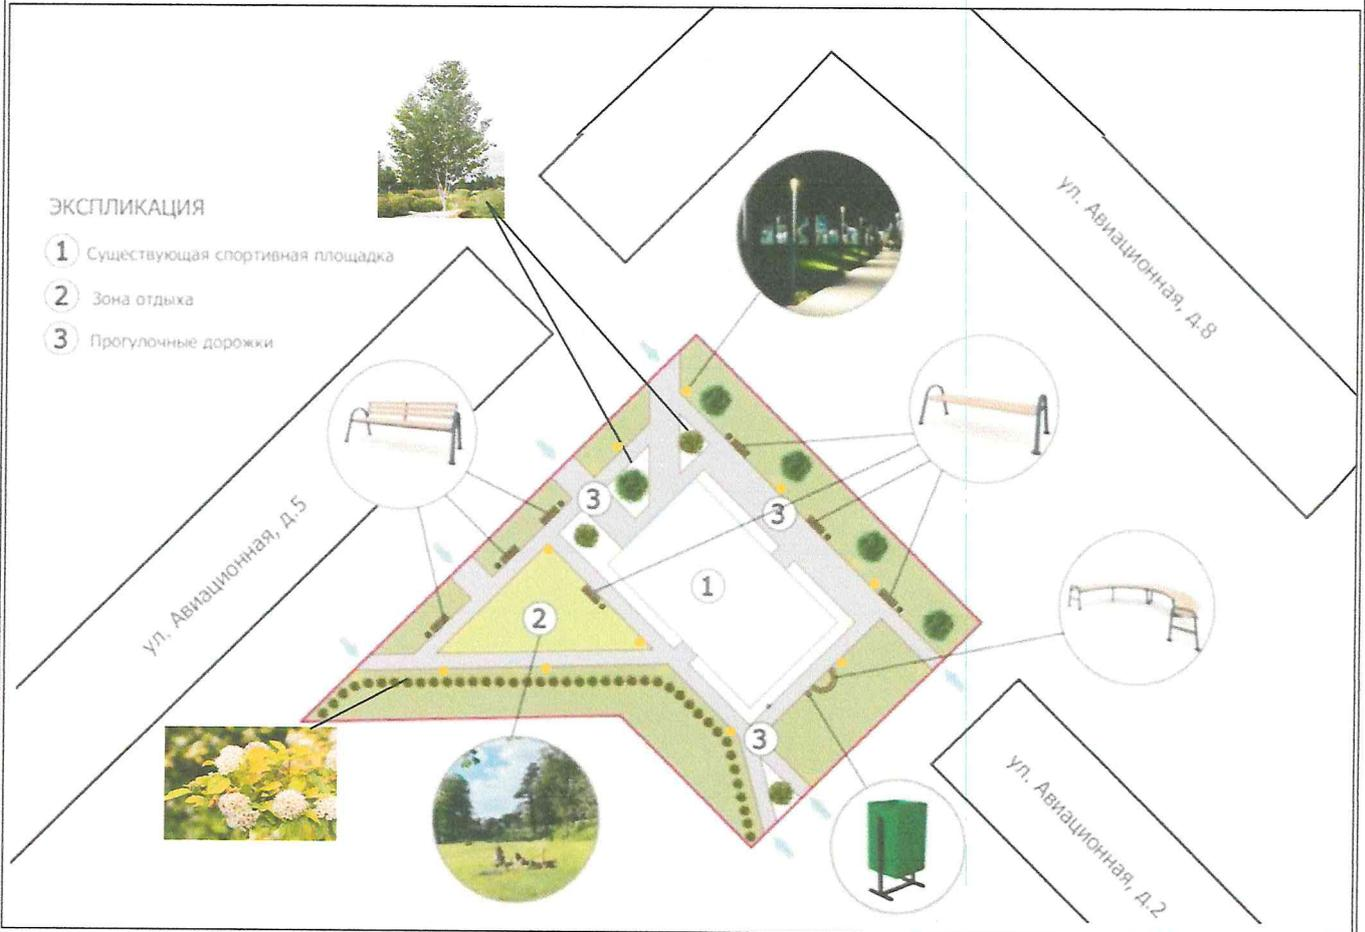 ЭКСПЛИКАЦИЯ
1 Существующая спортивная площадка
2 Зона отдыха
3 Прогулочные дорожки
ул. Авиационная, д.8
ул. Авиационная, д.5
3
3
1
2
3
ул. Авиационная, д.2